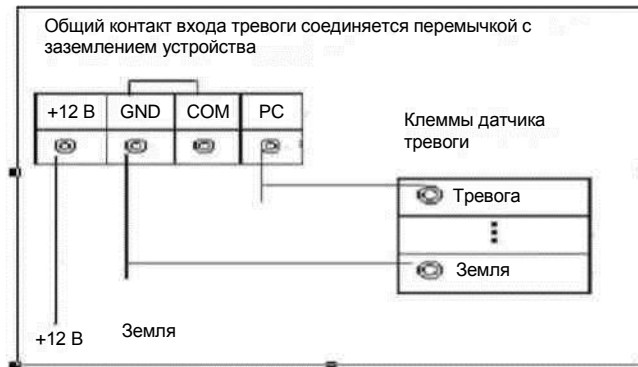 Общий контакт входа тревоги соединяется перемычкой с
заземлением устройства
+12 В GND COM PC
Клеммы датчика
тревоги
Тревога
Земля
+12 В Земля